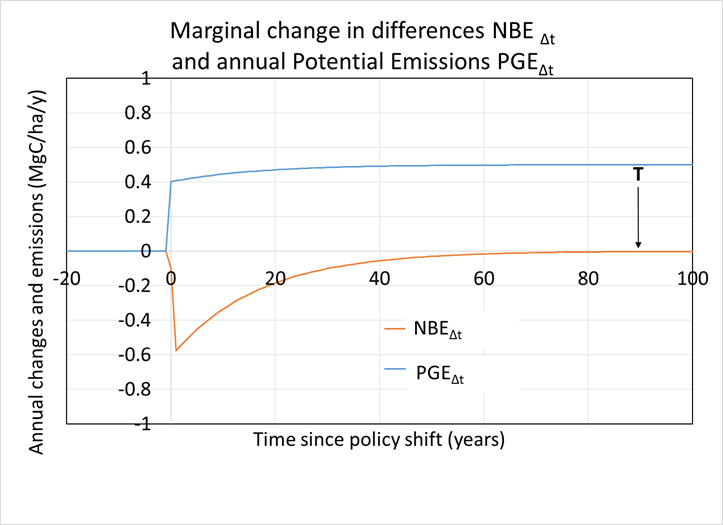 Marginal change in differences NBE Δt
and annual Potential Emissions PGEΔt
Annual changes and emissions (MgC/ha/y)
1
0.8
0.6
0.4
0.2
0
-0.2
-0.4
-0.6
-0.8
-1
-20
0
20
40
60
80
100
T
NBEΔt
PGEΔt
Time since policy shift (years)